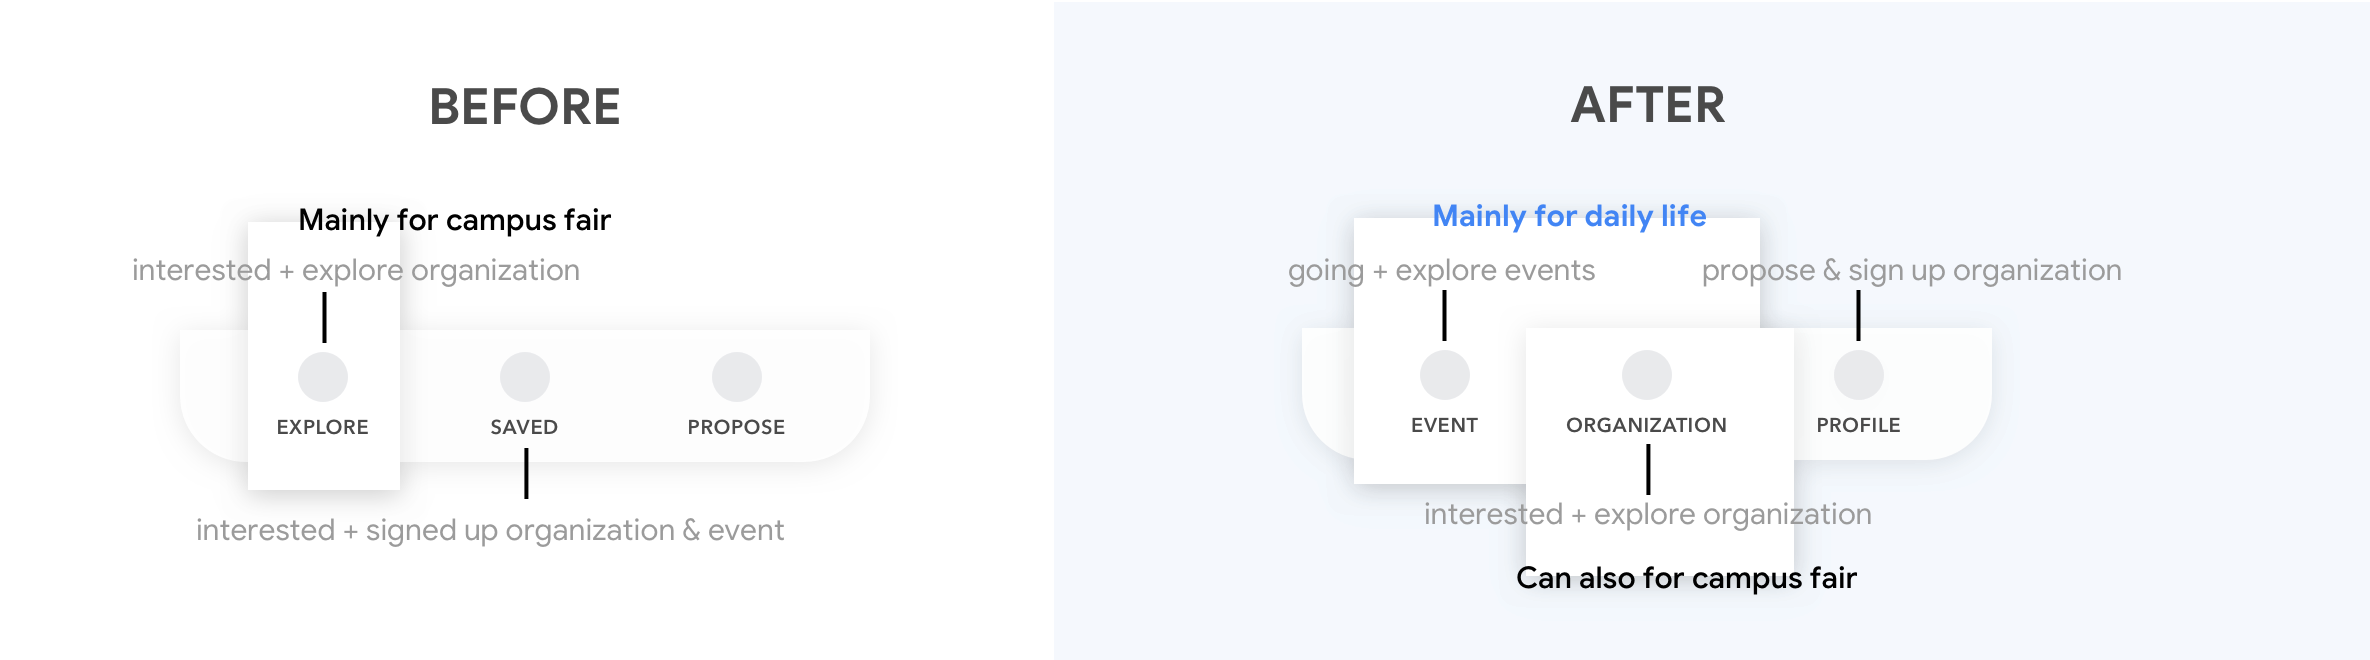 BEFORE
Mainly for campus fair
interested + explore organization
EXPLORE
SAVED
PROPOSE
interested + signed up organization & event
AFTER
Mainly for daily life
going + explore events
propose & sign up organization
EVENT
ORGANIZATION
PROFILE
interested + explore organization
Can also for campus fair